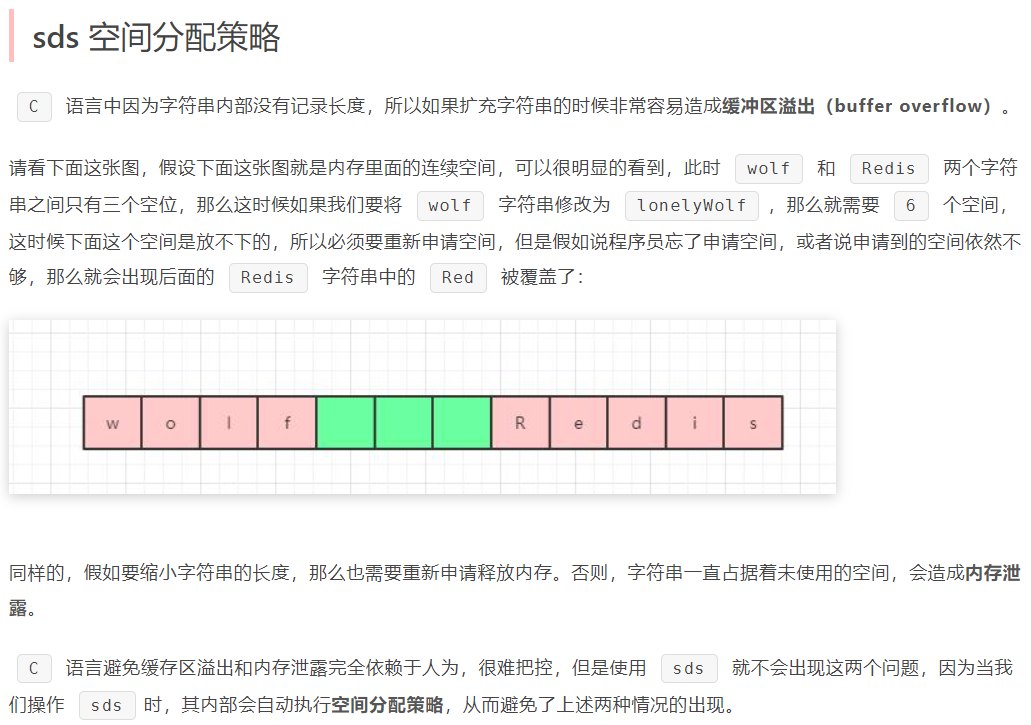 sds 空间分配策略
C 语言中因为字符串内部没有记录长度，所以如果扩充字符串的时候非常容易造成缓冲区溢出（buffer overflow）。
请看下面这张图，假设下面这张图就是内存里面的连续空间，可以很明显的看到，此时 wolf 和 Redis 两个字符
串之间只有三个空位，那么这时候如果我们要将 wolf 字符串修改为 lonelyWolf ，那么就需要 6 个空间，
这时候下面这个空间是放不下的，所以必须要重新申请空间，但是假如说程序员忘了申请空间，或者说申请到的空间依然不
够，那么就会出现后面的 Redis 字符串中的 Red 被覆盖了：
w o l f R e d i s
同样的，假如要缩小字符串的长度，那么也需要重新申请释放内存。否则，字符串一直占据着未使用的空间，会造成内存泄
露。
C 语言避免缓存区溢出和内存泄露完全依赖于人为，很难把控，但是使用 sds 就不会出现这两个问题，因为当我
们操作 sds 时，其内部会自动执行空间分配策略，从而避免了上述两种情况的出现。